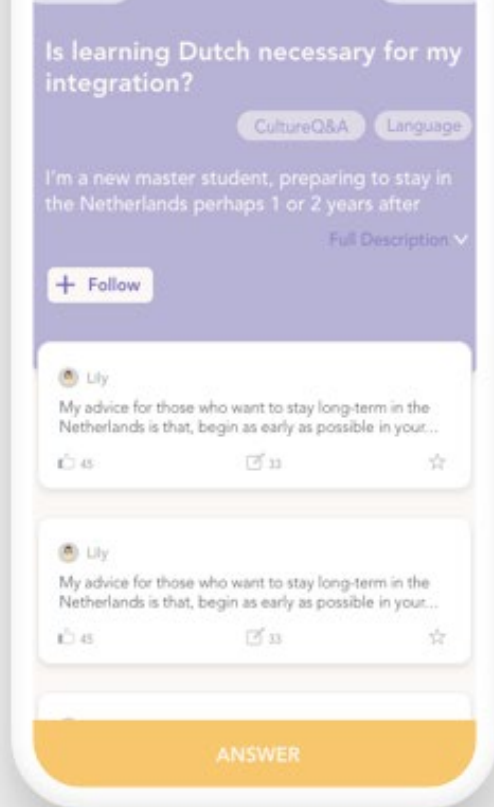 Is learning Dutch necessary for my
integration?
CultureQ&A Language
I'm a new master student, preparing to stay in
the Netherlands perhaps 1 or 2 years after
Full Description
+ Follow
Lily
My advice for those who want to stay long-term in the
Netherlands is that, begin as early as possible in your...
45 33
Lily
My advice for those who want to stay long-term in the
Netherlands is that, begin as early as possible in your...
45 33
ANSWER